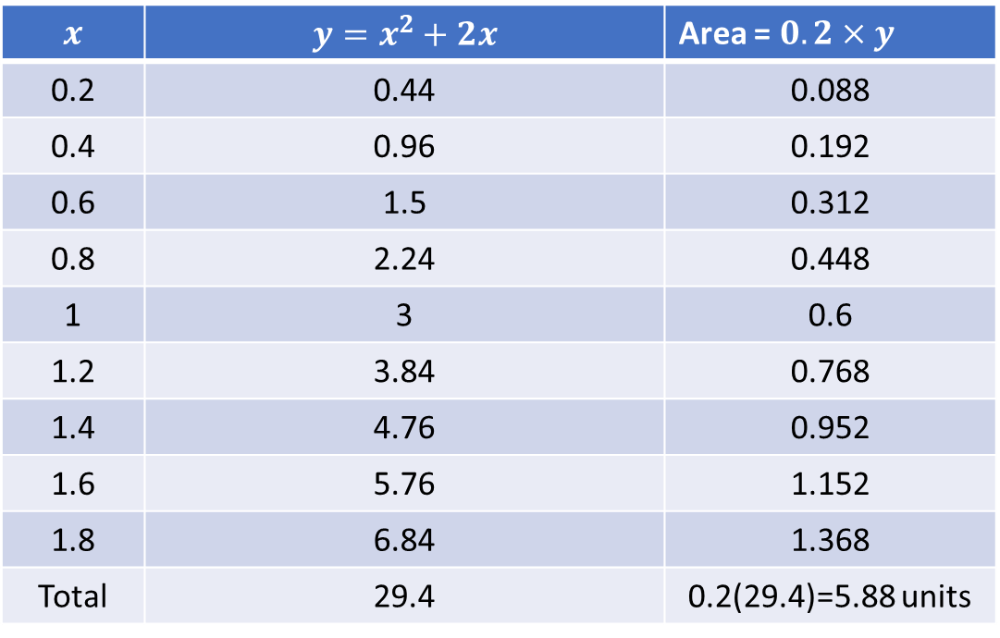 x y = x² + 2x Area = 0.2 × y
0.2 0.44 0.088
0.4 0.96 0.192
0.6 1.5 0.312
0.8 2.24 0.448
1 3 0.6
1.2 3.84 0.768
1.4 4.76 0.952
1.6 5.76 1.152
1.8 6.84 1.368
Total 29.4 0.2(29.4)=5.88 units